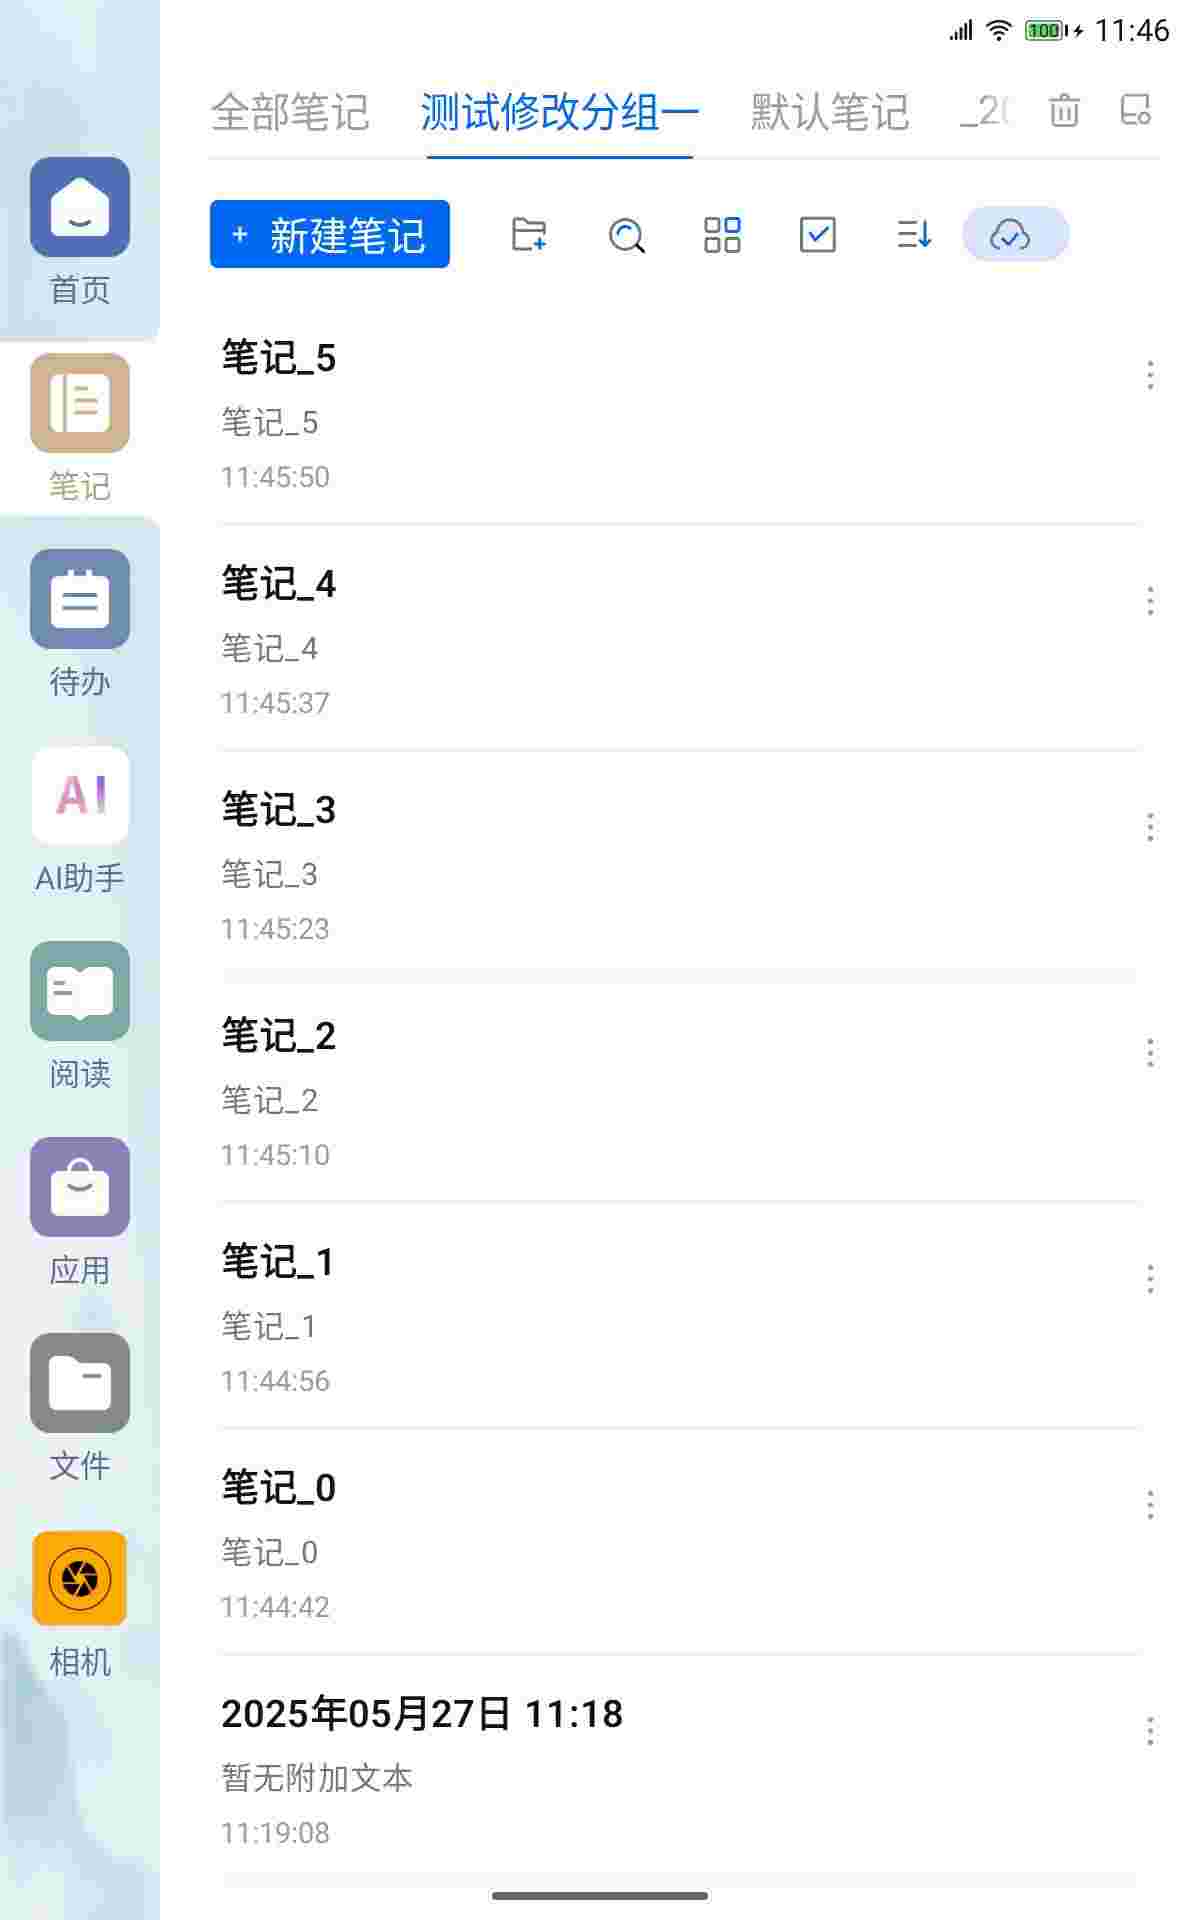 100 11:46
全部笔记 测试修改分组一 默认笔记
+ 新建笔记
首页
笔记
待办
AI
AI助手
阅读
应用
文件
相机
笔记_5
笔记_5
11:45:50
笔记_4
笔记_4
11:45:37
笔记_3
笔记_3
11:45:23
笔记_2
笔记_2
11:45:10
笔记_1
笔记_1
11:44:56
笔记_0
笔记_0
11:44:42
2025年05月27日 11:18
暂无附加文本
11:19:08